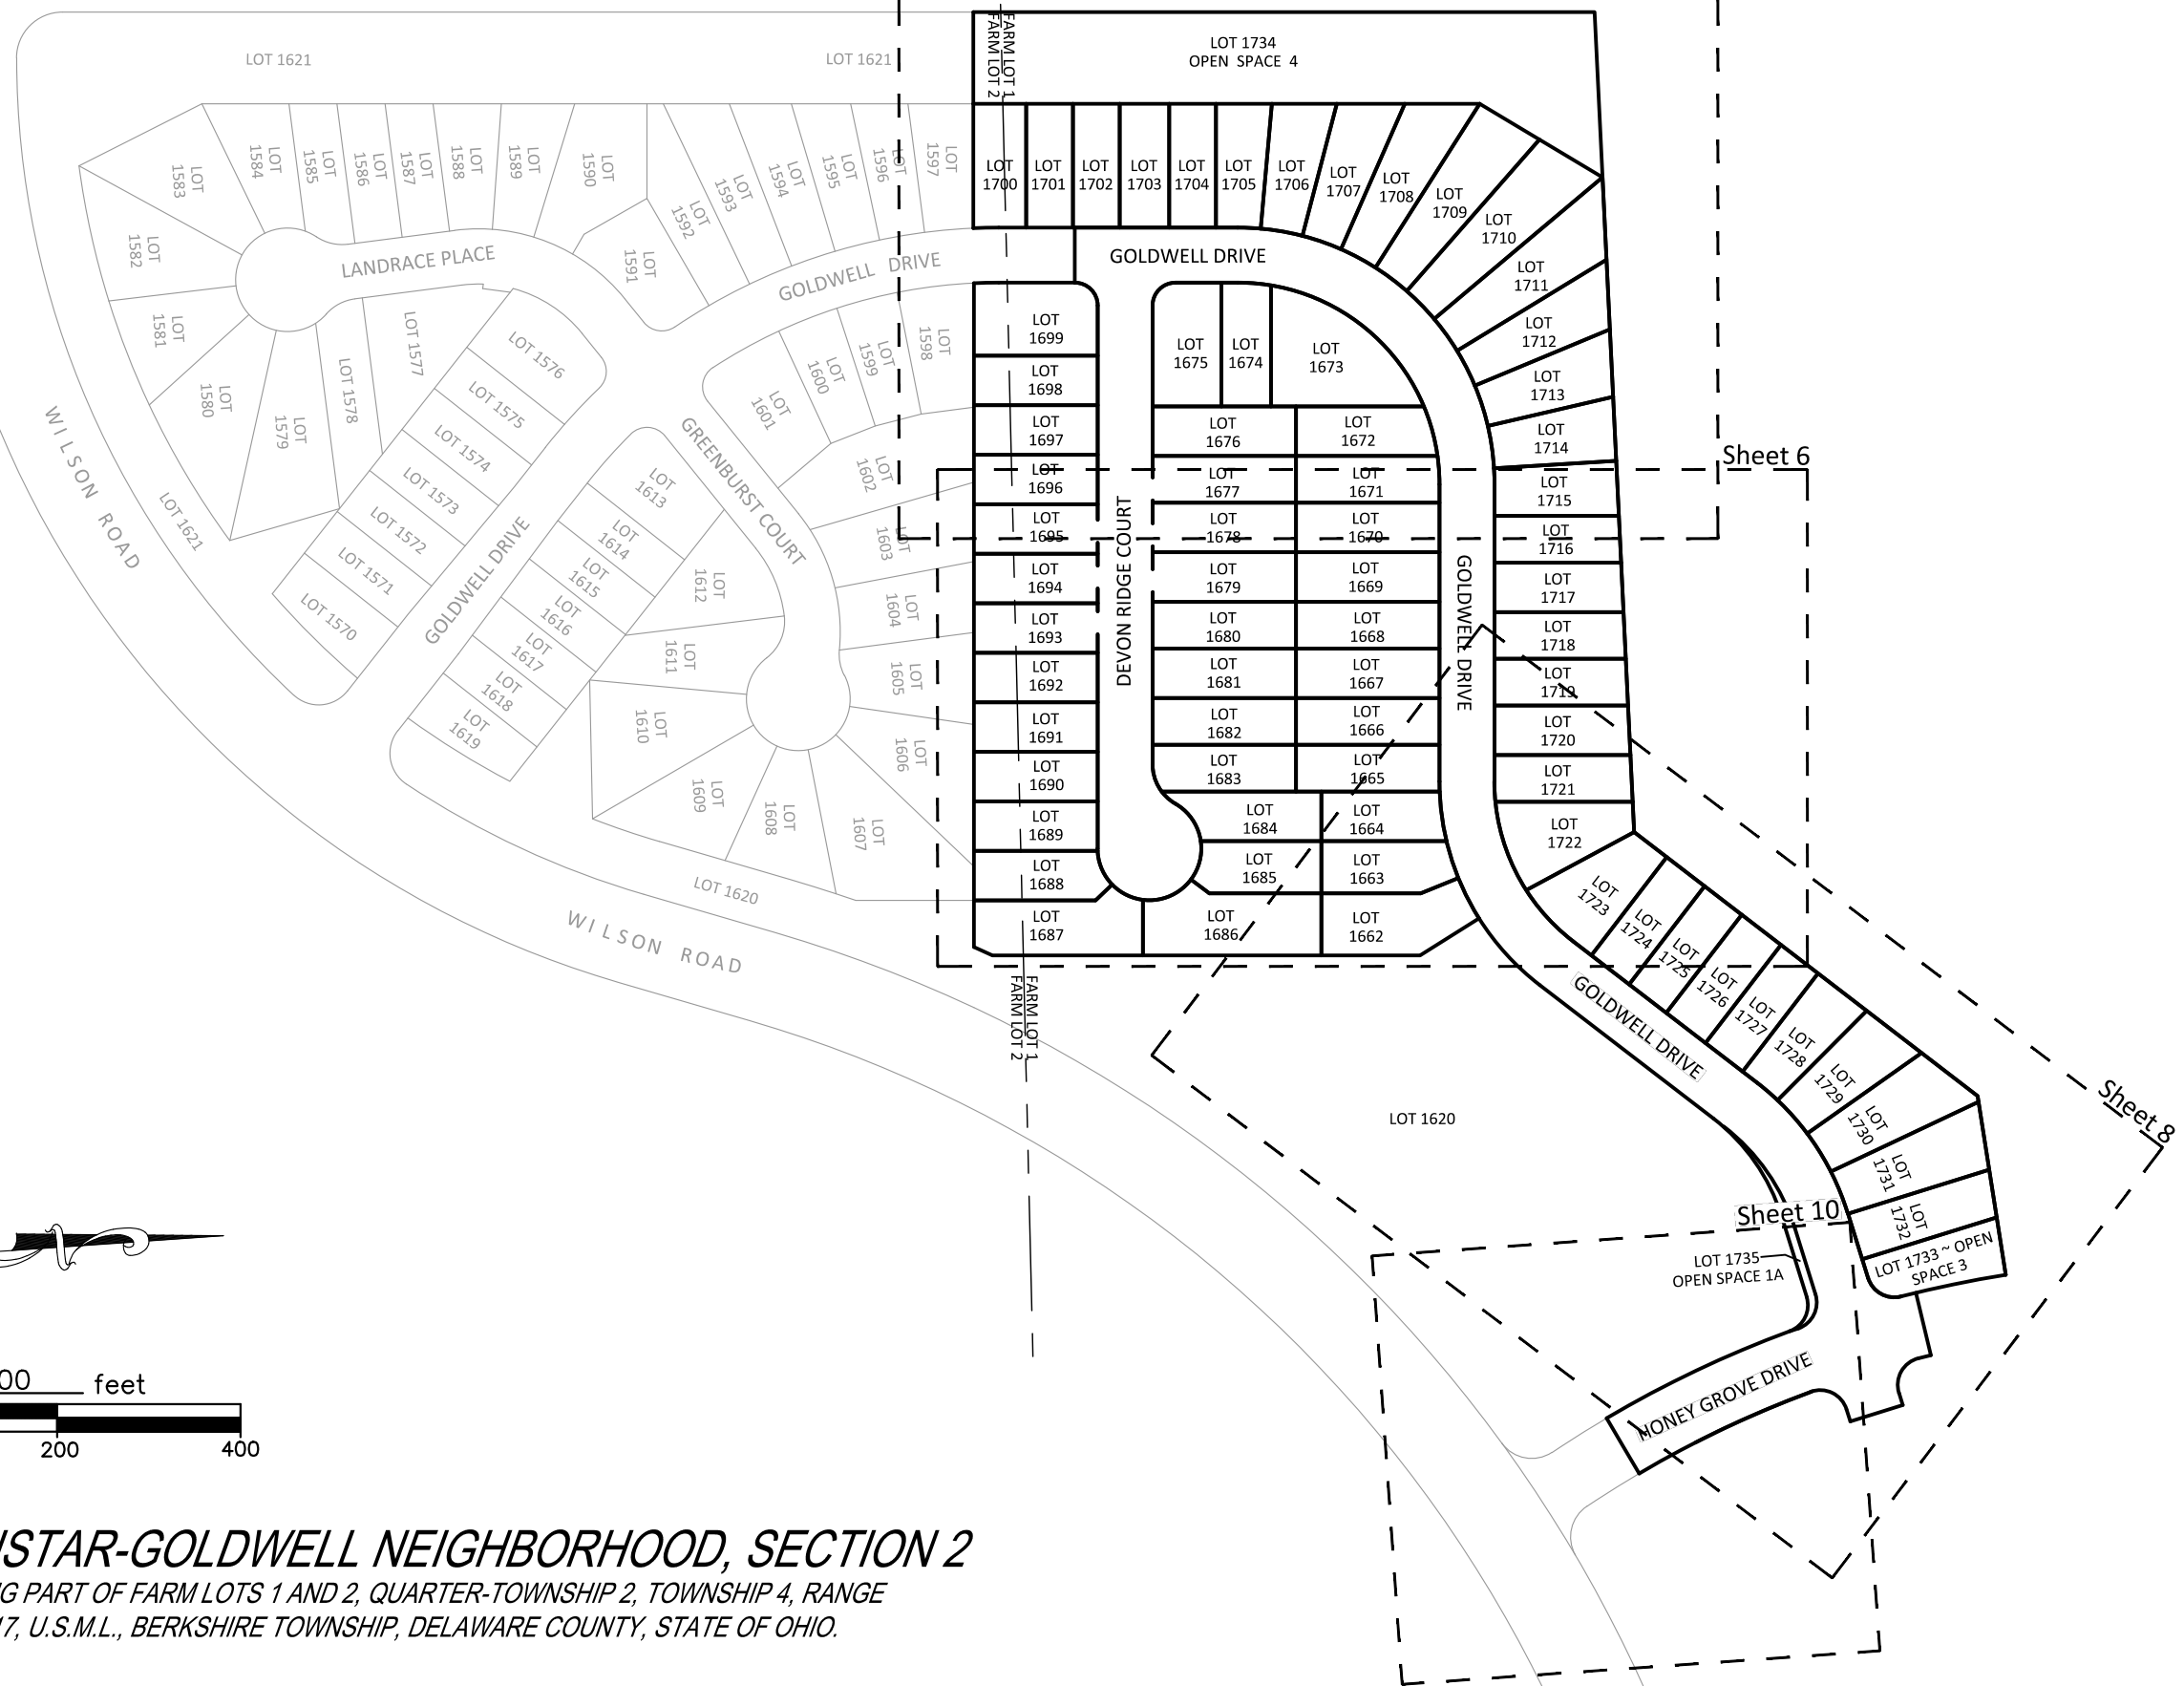 LOT 1621
LOT 1621
FARM LOT 1
FARM LOT 2
LOT 1734
OPEN SPACE 4
LOT
1583
LOT
1584
LOT
1585
LOT
1586
LOT
1587
LOT
1588
LOT
1589
LOT
1590
LOT
1591
LOT
1592
LOT
1593
LOT
1594
LOT
1595
LOT
1596
LOT
1597
LOT
1700
LOT
1701
LOT
1702
LOT
1703
LOT
1704
LOT
1705
LOT
1706
LOT
1707
LOT
1708
LOT
1709
LOT
1710
LOT
1711
LOT
1712
LOT
1713
LOT
1714
LOT
1582
LOT
1581
LOT
1580
LOT
1579
LOT 1578
LOT 1577
LANDRACE PLACE
GOLDWELL DRIVE
GOLDWELL DRIVE
LOT 1576
LOT 1575
LOT 1574
LOT 1573
LOT 1572
LOT 1571
LOT 1570
WILSON ROAD
LOT 1621
GOLDWELL DRIVE
GREENBURST COURT
LOT
1598
LOT
1599
LOT
1600
LOT
1601
LOT
1602
LOT
1603
LOT
1604
LOT
1605
LOT
1606
LOT
1607
LOT
1608
LOT
1609
LOT
1610
LOT
1611
LOT
1612
LOT
1613
LOT
1614
LOT
1615
LOT
1616
LOT
1617
LOT
1618
LOT
1619
LOT 1620
WILSON ROAD
LOT
1699
LOT
1698
LOT
1697
LOT
1696
LOT
1695
LOT
1694
LOT
1693
LOT
1692
LOT
1691
LOT
1690
LOT
1689
LOT
1688
LOT
1687
DEVON RIDGE COURT
LOT
1675
LOT
1674
LOT
1673
LOT
1676
LOT
1672
LOT
1677
LOT
1671
LOT
1678
LOT
1670
LOT
1679
LOT
1669
LOT
1680
LOT
1668
LOT
1681
LOT
1667
LOT
1682
LOT
1666
LOT
1683
LOT
1665
LOT
1684
LOT
1664
LOT
1685
LOT
1663
LOT
1686
LOT
1662
GOLDWELL DRIVE
Sheet 6
LOT
1715
LOT
1716
LOT
1717
LOT
1718
LOT
1719
LOT
1720
LOT
1721
LOT
1722
LOT
1723
LOT
1724
LOT
1725
LOT
1726
LOT
1727
LOT
1728
LOT
1729
LOT
1730
LOT
1731
LOT
1732
LOT 1733 ~ OPEN
SPACE 3
GOLDWELL DRIVE
Sheet 8
FARM LOT 1
FARM LOT 2
LOT 1620
Sheet 10
LOT 1735
OPEN SPACE 1A
HONEY GROVE DRIVE
00 feet
200
400
STAR-GOLDWELL NEIGHBORHOOD, SECTION 2
G PART OF FARM LOTS 1 AND 2, QUARTER-TOWNSHIP 2, TOWNSHIP 4, RANGE
17, U.S.M.L., BERKSHIRE TOWNSHIP, DELAWARE COUNTY, STATE OF OHIO.